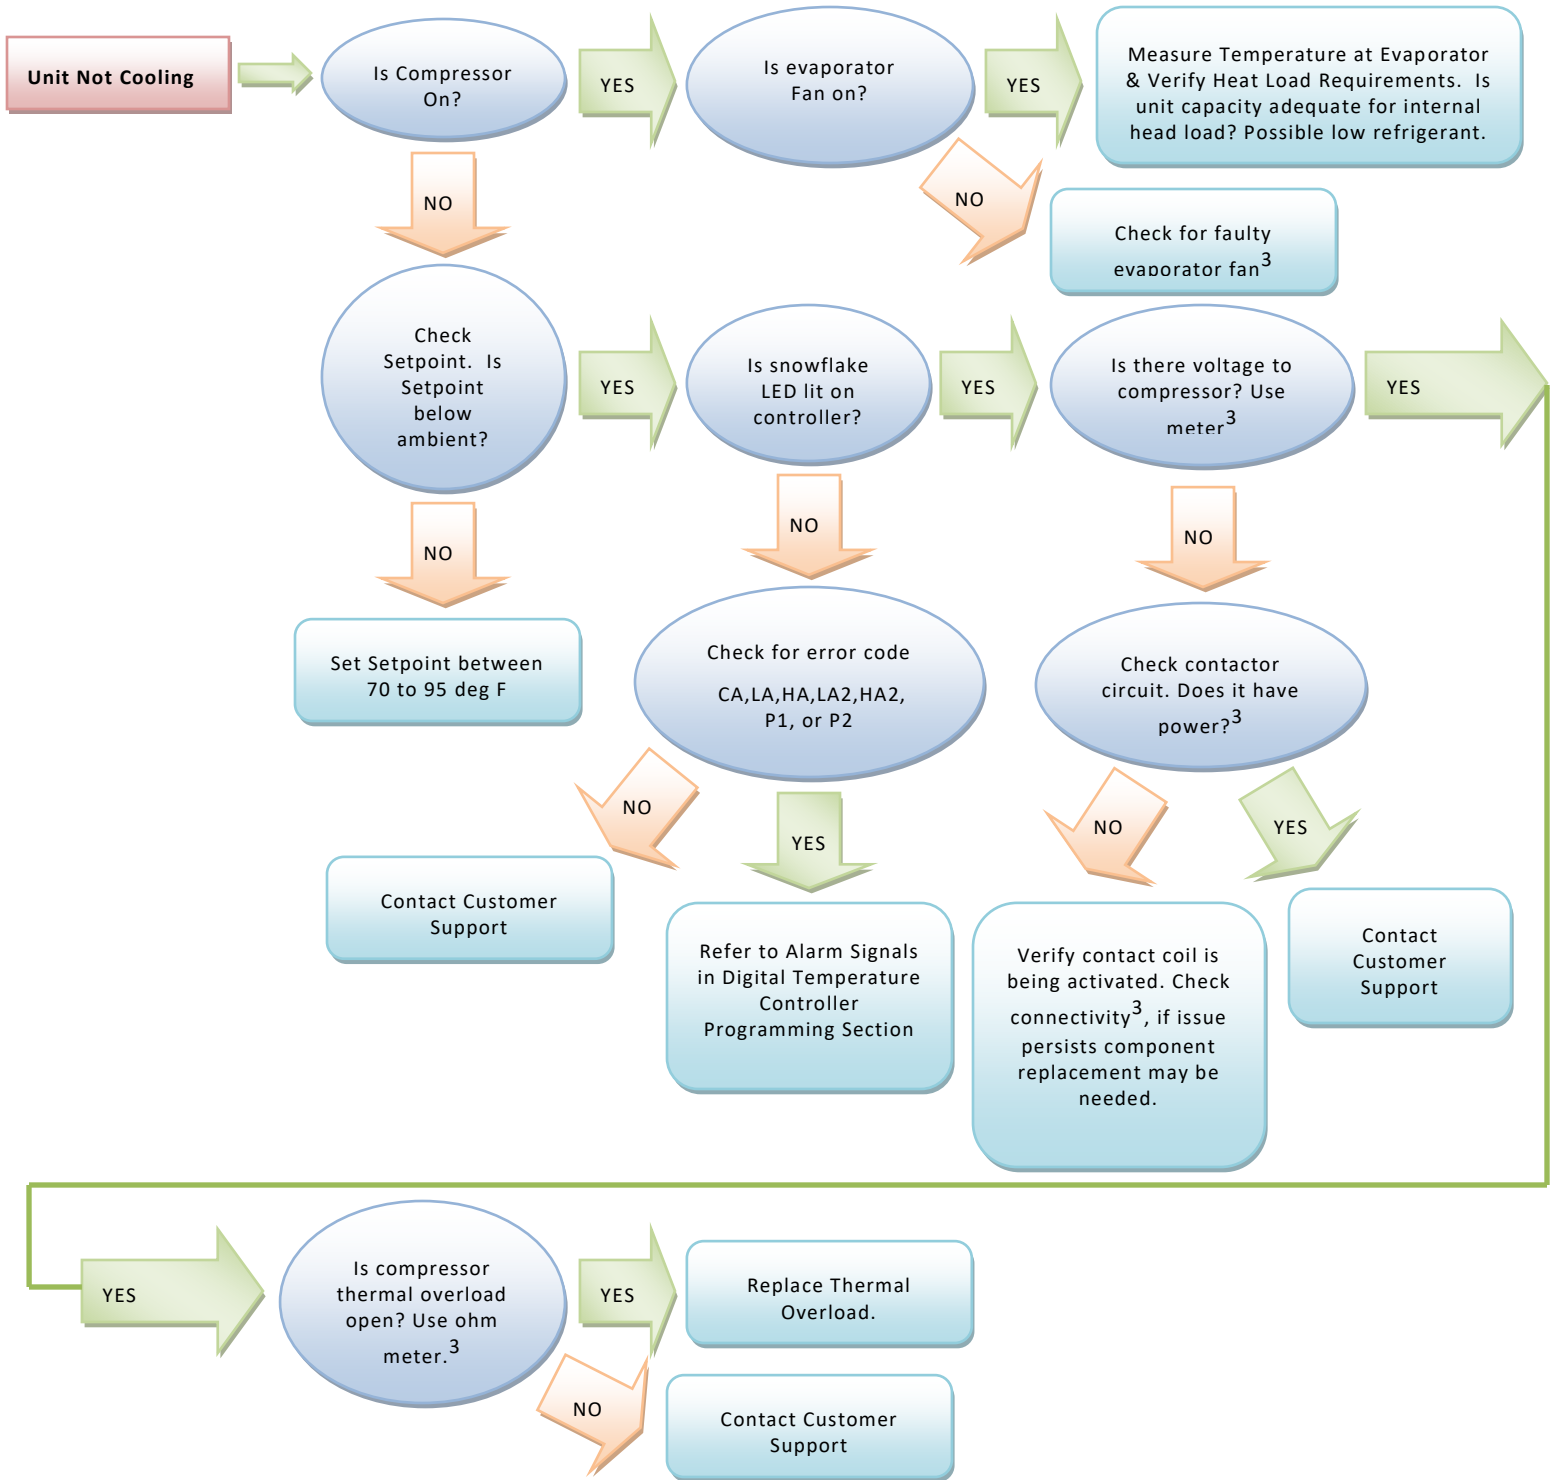 Unit Not Cooling
Is Compressor
On?
YES
Is evaporator
Fan on?
YES
Measure Temperature at Evaporator
& Verify Heat Load Requirements.  Is
unit capacity adequate for internal
head load? Possible low refrigerant.
NO
NO
Check for faulty
evaporator fan3
Check
Setpoint.  Is
Setpoint
below
ambient?
YES
Is snowflake
LED lit on
controller?
YES
Is there voltage to
compressor? Use
meter3
YES
NO
NO
NO
Set Setpoint between
70 to 95 deg F
Check for error code
CA,LA,HA,LA2,HA2,
P1, or P2
Check contactor
circuit. Does it have
power?3
NO
YES
NO
YES
Contact Customer
Support
Refer to Alarm Signals
in Digital Temperature
Controller
Programming Section
Verify contact coil is
being activated. Check
connectivity3, if issue
persists component
replacement may be
needed.
Contact
Customer
Support
YES
Is compressor
thermal overload
open? Use ohm
meter.3
YES
Replace Thermal
Overload.
NO
Contact Customer
Support